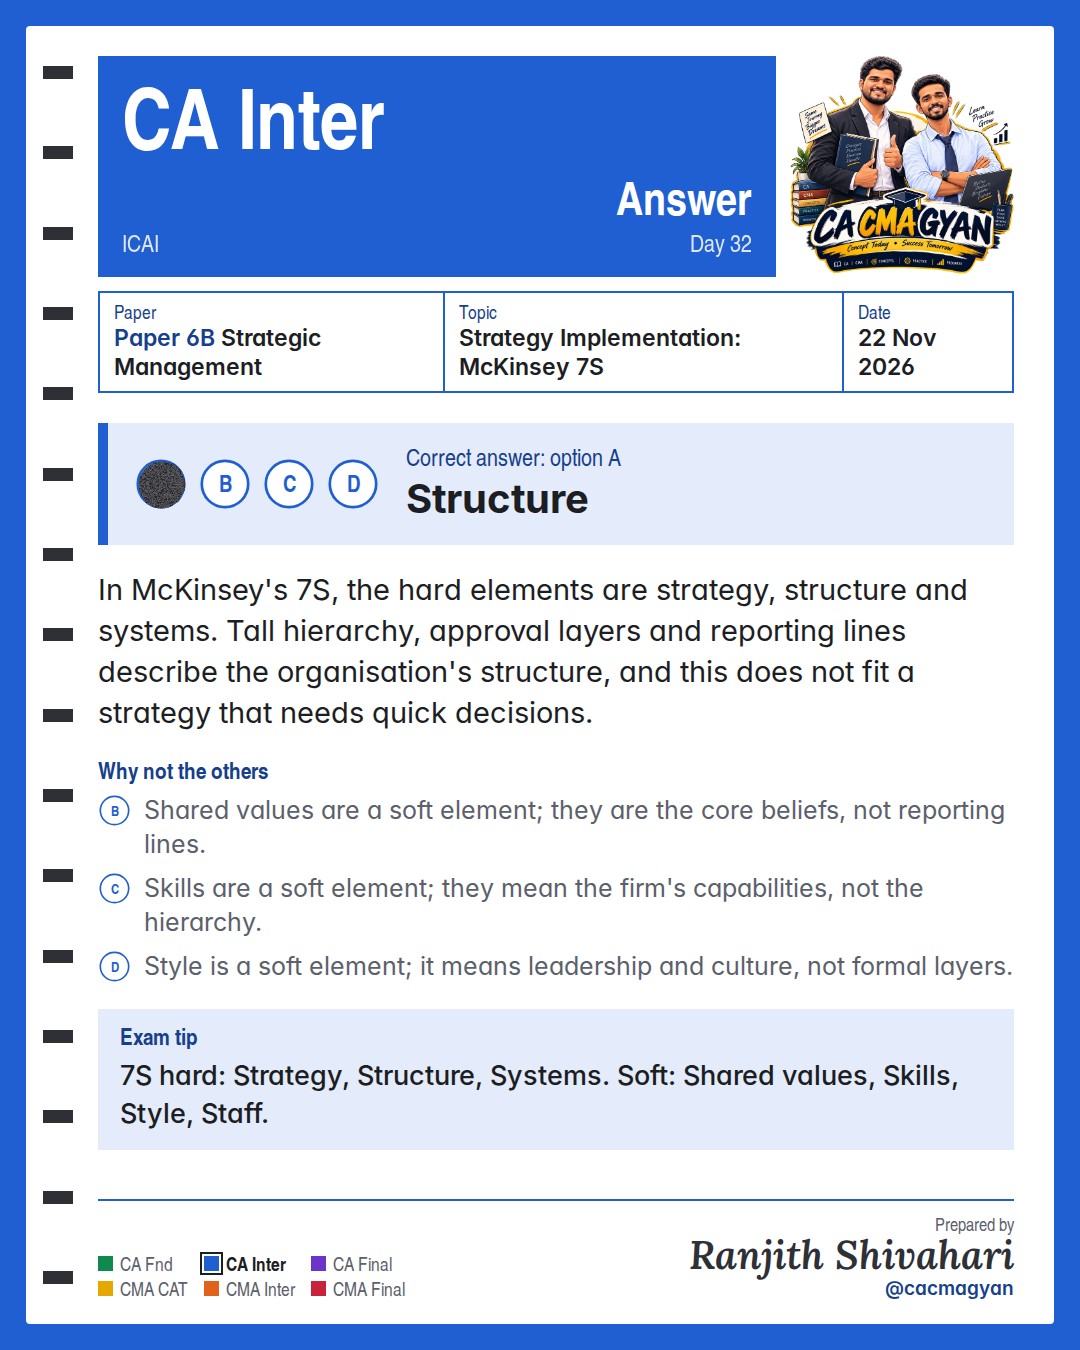 CA Inter
Answer
ICAI
Day 32
Some
Training
Bigger
Dreams
Learn
Practice
Grow
CA CMA GYAN
Concept Today • Success Tomorrow
Paper
Paper 6B Strategic
Management
Topic
Strategy Implementation:
McKinsey 7S
Date
22 Nov
2026
B
C
D
Correct answer: option A
Structure
In McKinsey's 7S, the hard elements are strategy, structure and
systems. Tall hierarchy, approval layers and reporting lines
describe the organisation's structure, and this does not fit a
strategy that needs quick decisions.
Why not the others
B Shared values are a soft element; they are the core beliefs, not reporting
lines.
C Skills are a soft element; they mean the firm's capabilities, not the
hierarchy.
D Style is a soft element; it means leadership and culture, not formal layers.
Exam tip
7S hard: Strategy, Structure, Systems. Soft: Shared values, Skills,
Style, Staff.
CA Fnd
CA Inter
CA Final
CMA CAT
CMA Inter
CMA Final
Prepared by
Ranjith Shivahari
@cacmagyan